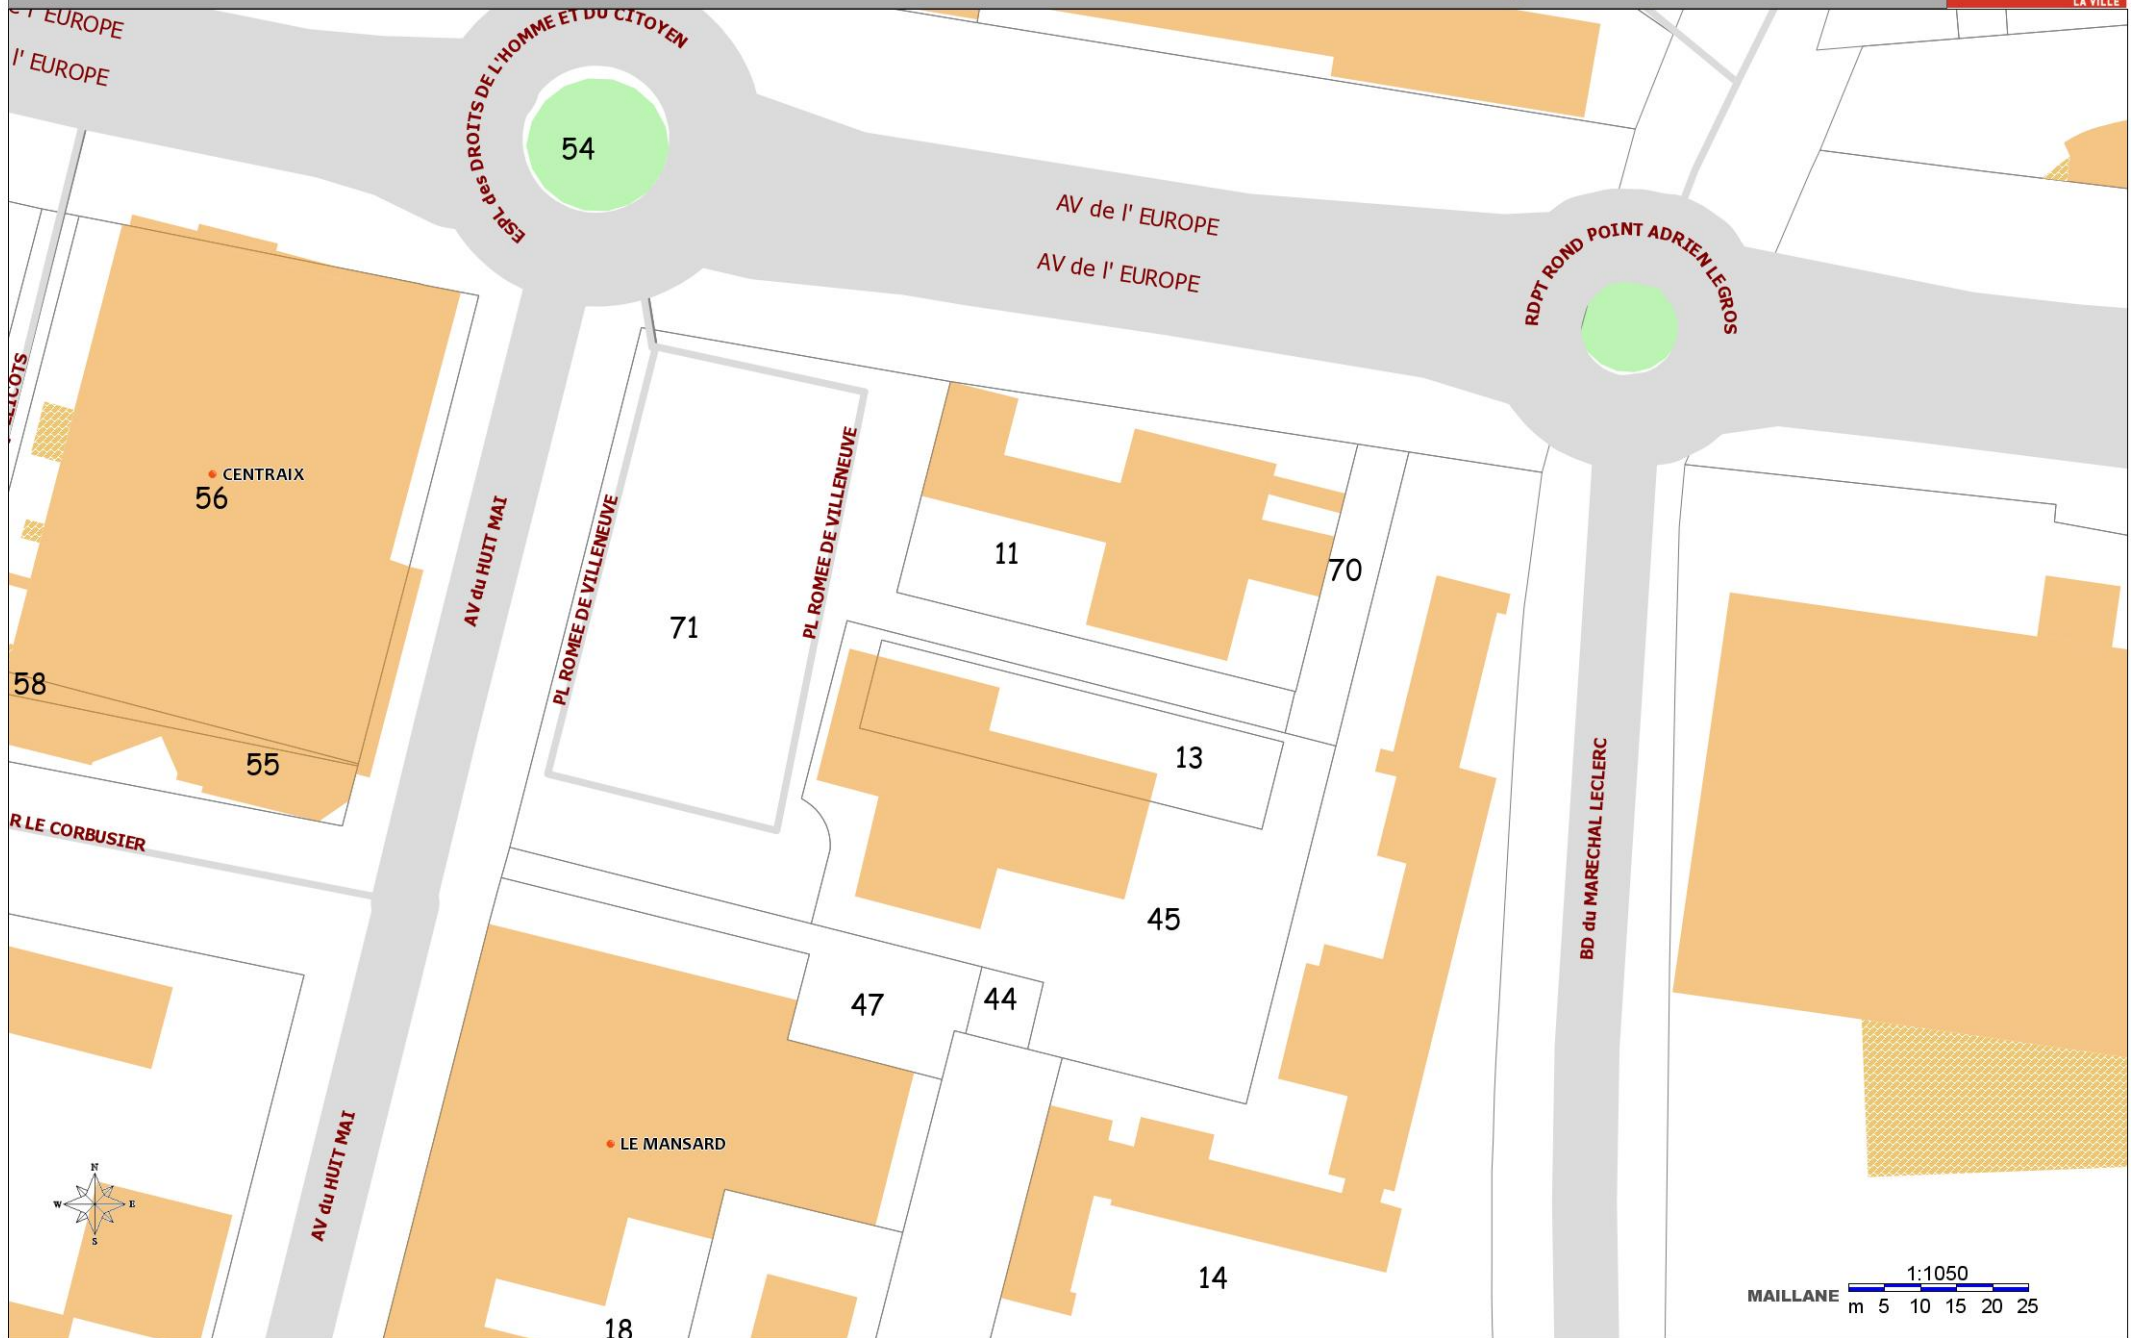 LA VILLE
EUROPE
l' EUROPE
ESPL des DROITS DE L'HOMME ET DU CITOYEN
54
AV de l' EUROPE
AV de l' EUROPE
RDPT ROND POINT ADRIEN LEGROS
CENTRAIX
56
AV du HUIT MAI
PL ROMEE DE VILLENEUVE
PL ROMEE DE VILLENEUVE
71
11
70
58
55
13
R LE CORBUSIER
BD du MARECHAL LECLERC
45
47
44
LE MANSARD
AV du HUIT MAI
N
W E
S
14
18
1:1050
MAILLANE
m 5 10 15 20 25